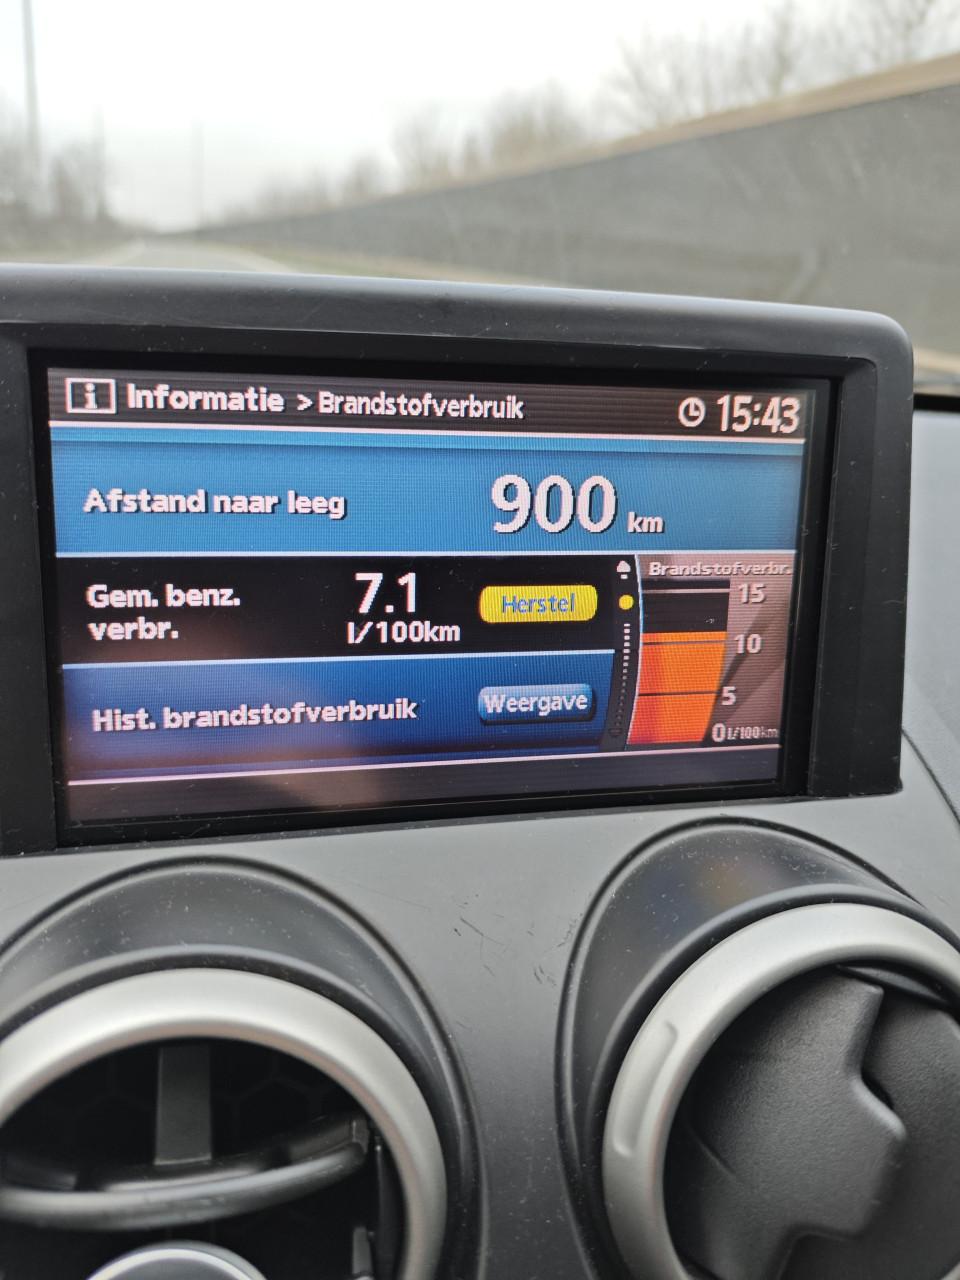 i Informatie > Brandstofverbruik 15:43
Afstand naar leeg 900 km
Gem. benz.
verbr.
7.1
l/100km
Herstel
Hist. brandstofverbruik
Weergave
Brandstofverbr.
15
10
5
0 l/100km